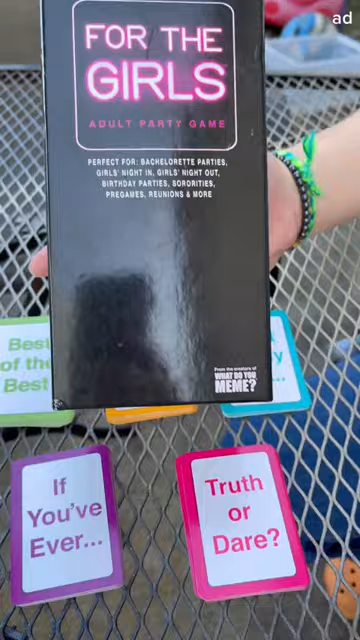 ad
FOR THE
GIRLS
ADULT PARTY GAME
PERFECT FOR: BACHELORETTE PARTIES,
GIRLS' NIGHT IN, GIRLS' NIGHT OUT,
BIRTHDAY PARTIES, SORORITIES,
PREGAMES, REUNIONS & MORE
From the creators of
WHAT DO YOU
MEME?
Best
of the
Best
If
You've
Ever...
Truth
or
Dare?